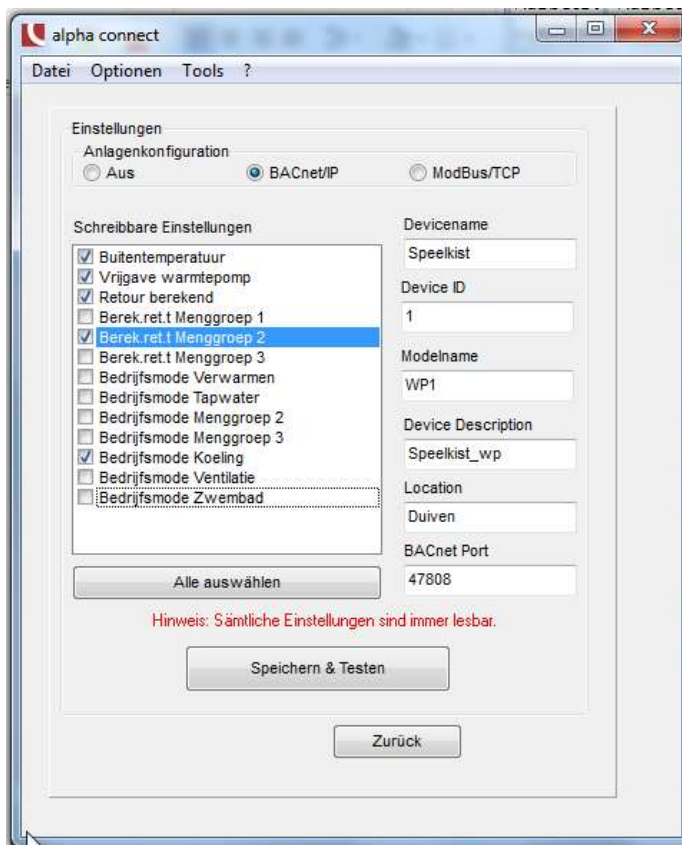 alpha connect
Datei Optionen Tools ?
Einstellungen
Anlagenkonfiguration
Aus BACnet/IP ModBus/TCP
Schreibbare Einstellungen
Buitentemperatuur
Vrijgave warmtepomp
Retour berekend
Berek.ret.t Menggroep 1
Berek.ret.t Menggroep 2
Berek.ret.t Menggroep 3
Bedrijfsmode Verwarmen
Bedrijfsmode Tapwater
Bedrijfsmode Menggroep 2
Bedrijfsmode Menggroep 3
Bedrijfsmode Koeling
Bedrijfsmode Ventilatie
Bedrijfsmode Zwembad
Alle auswählen
Devicename
Speelkist
Device ID
1
Modelname
WP1
Device Description
Speelkist_wp
Location
Duiven
BACnet Port
47808
Hinweis: Sämtliche Einstellungen sind immer lesbar.
Speichern & Testen
Zurück